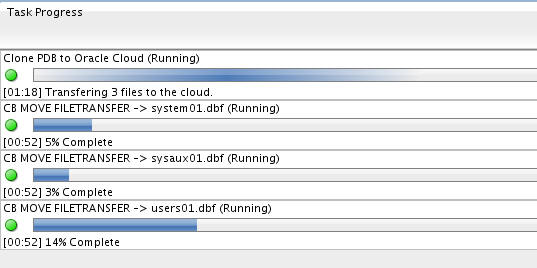 Task Progress
Clone PDB to Oracle Cloud (Running)
[01:18] Transfering 3 files to the cloud.
CB MOVE FILETRANSFER -> system01.dbf (Running)
[00:52] 5% Complete
CB MOVE FILETRANSFER -> sysaux01.dbf (Running)
[00:52] 3% Complete
CB MOVE FILETRANSFER -> users01.dbf (Running)
[00:52] 14% Complete